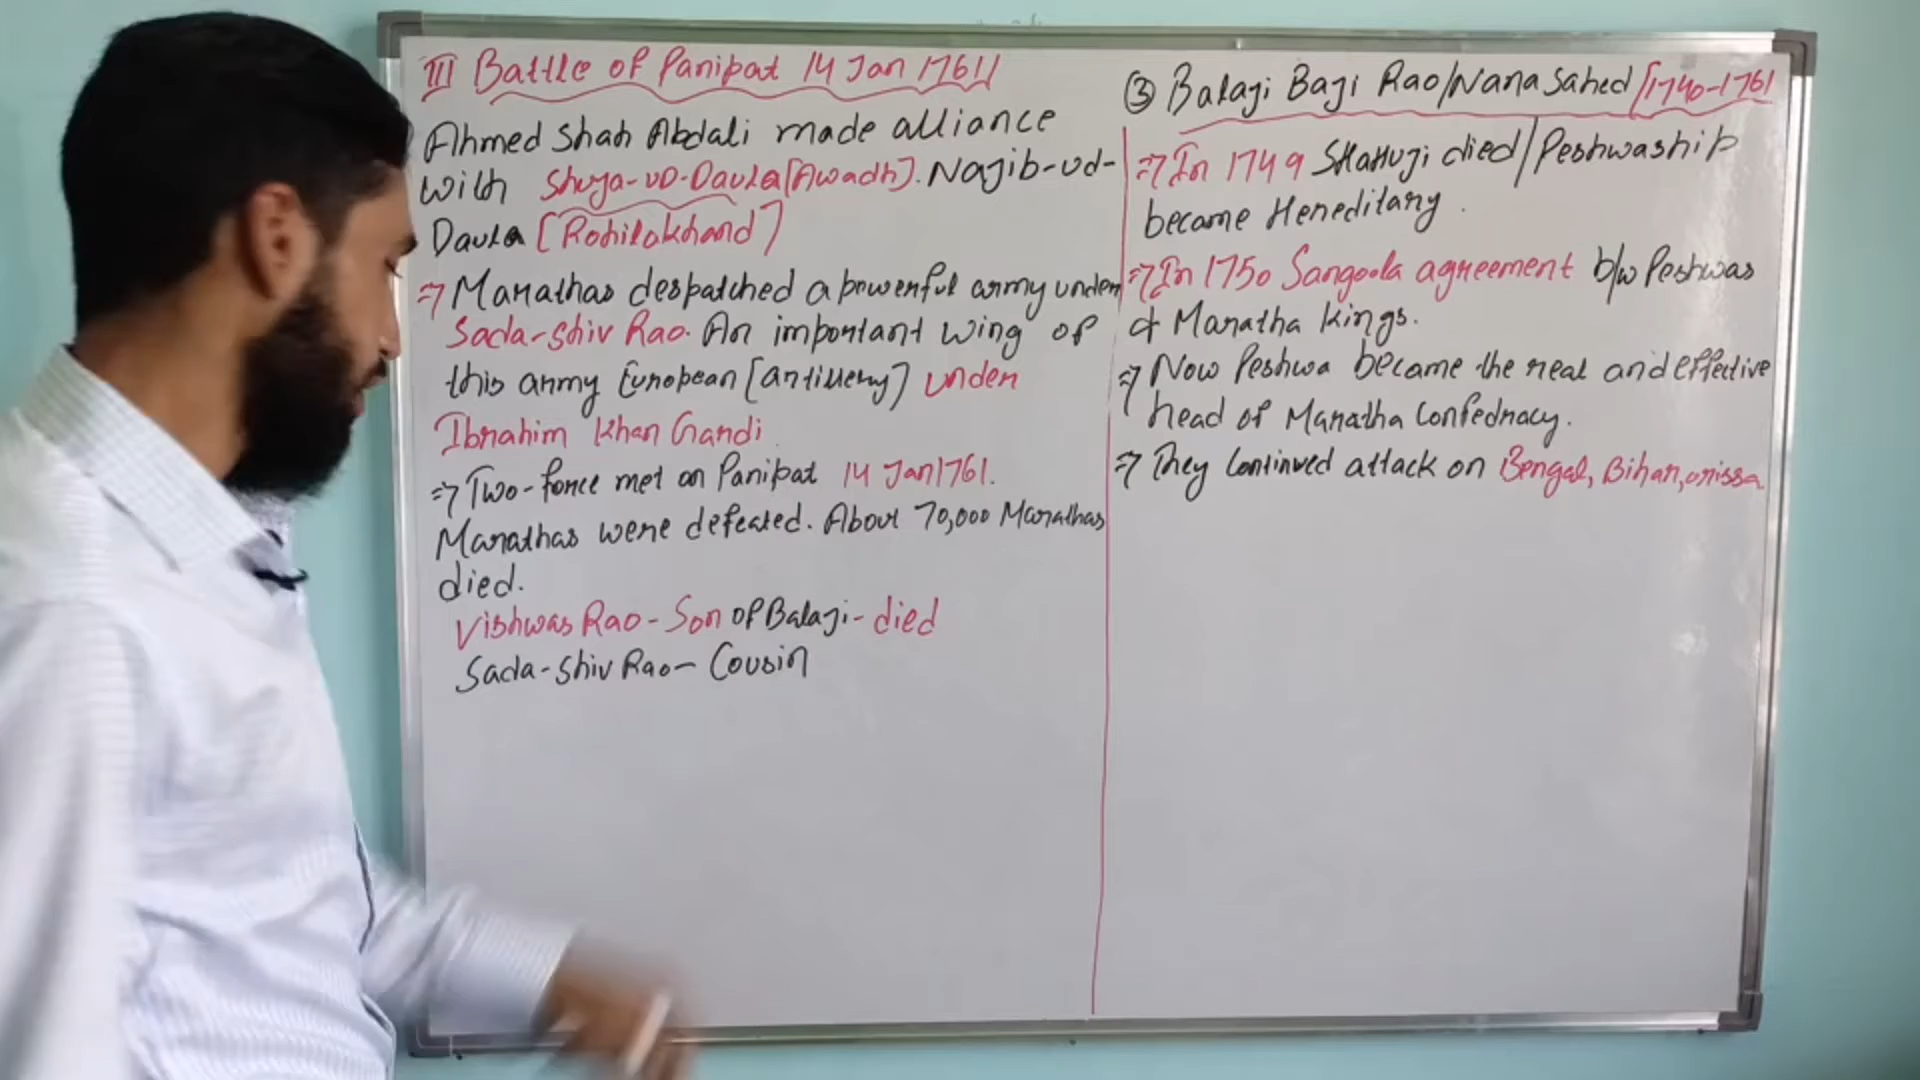 III Battle of Panipat 14 Jan 1761
Ahmed Shah Abdali made alliance
with Shuja-UD-Daula [Awadh]. Najib-ud-
Daula [Rohilakhand]
⇒ Marathas despatched a powerful army under
Sada-shiv Rao. An important wing of
this army European [artillery] under
Ibrahim Khan Gardi
⇒ Two-force met on Panipat 14 Jan 1761.
Marathas were defeated. About 70,000 Marathas
died.
Vishwas Rao - Son of Balaji - died
Sada-Shiv Rao - Cousin
③ Balaji Baji Rao/Nana Saheb [1740-1761
⇒ In 1749 Shahuji died/Peshwaship
became Hereditary.
⇒ In 1750 Sangola agreement b/w Peshwas
& Maratha kings.
⇒ Now Peshwa became the real and effective
head of Maratha Confedracy.
⇒ They Continued attack on Bengal, Bihar, orissa